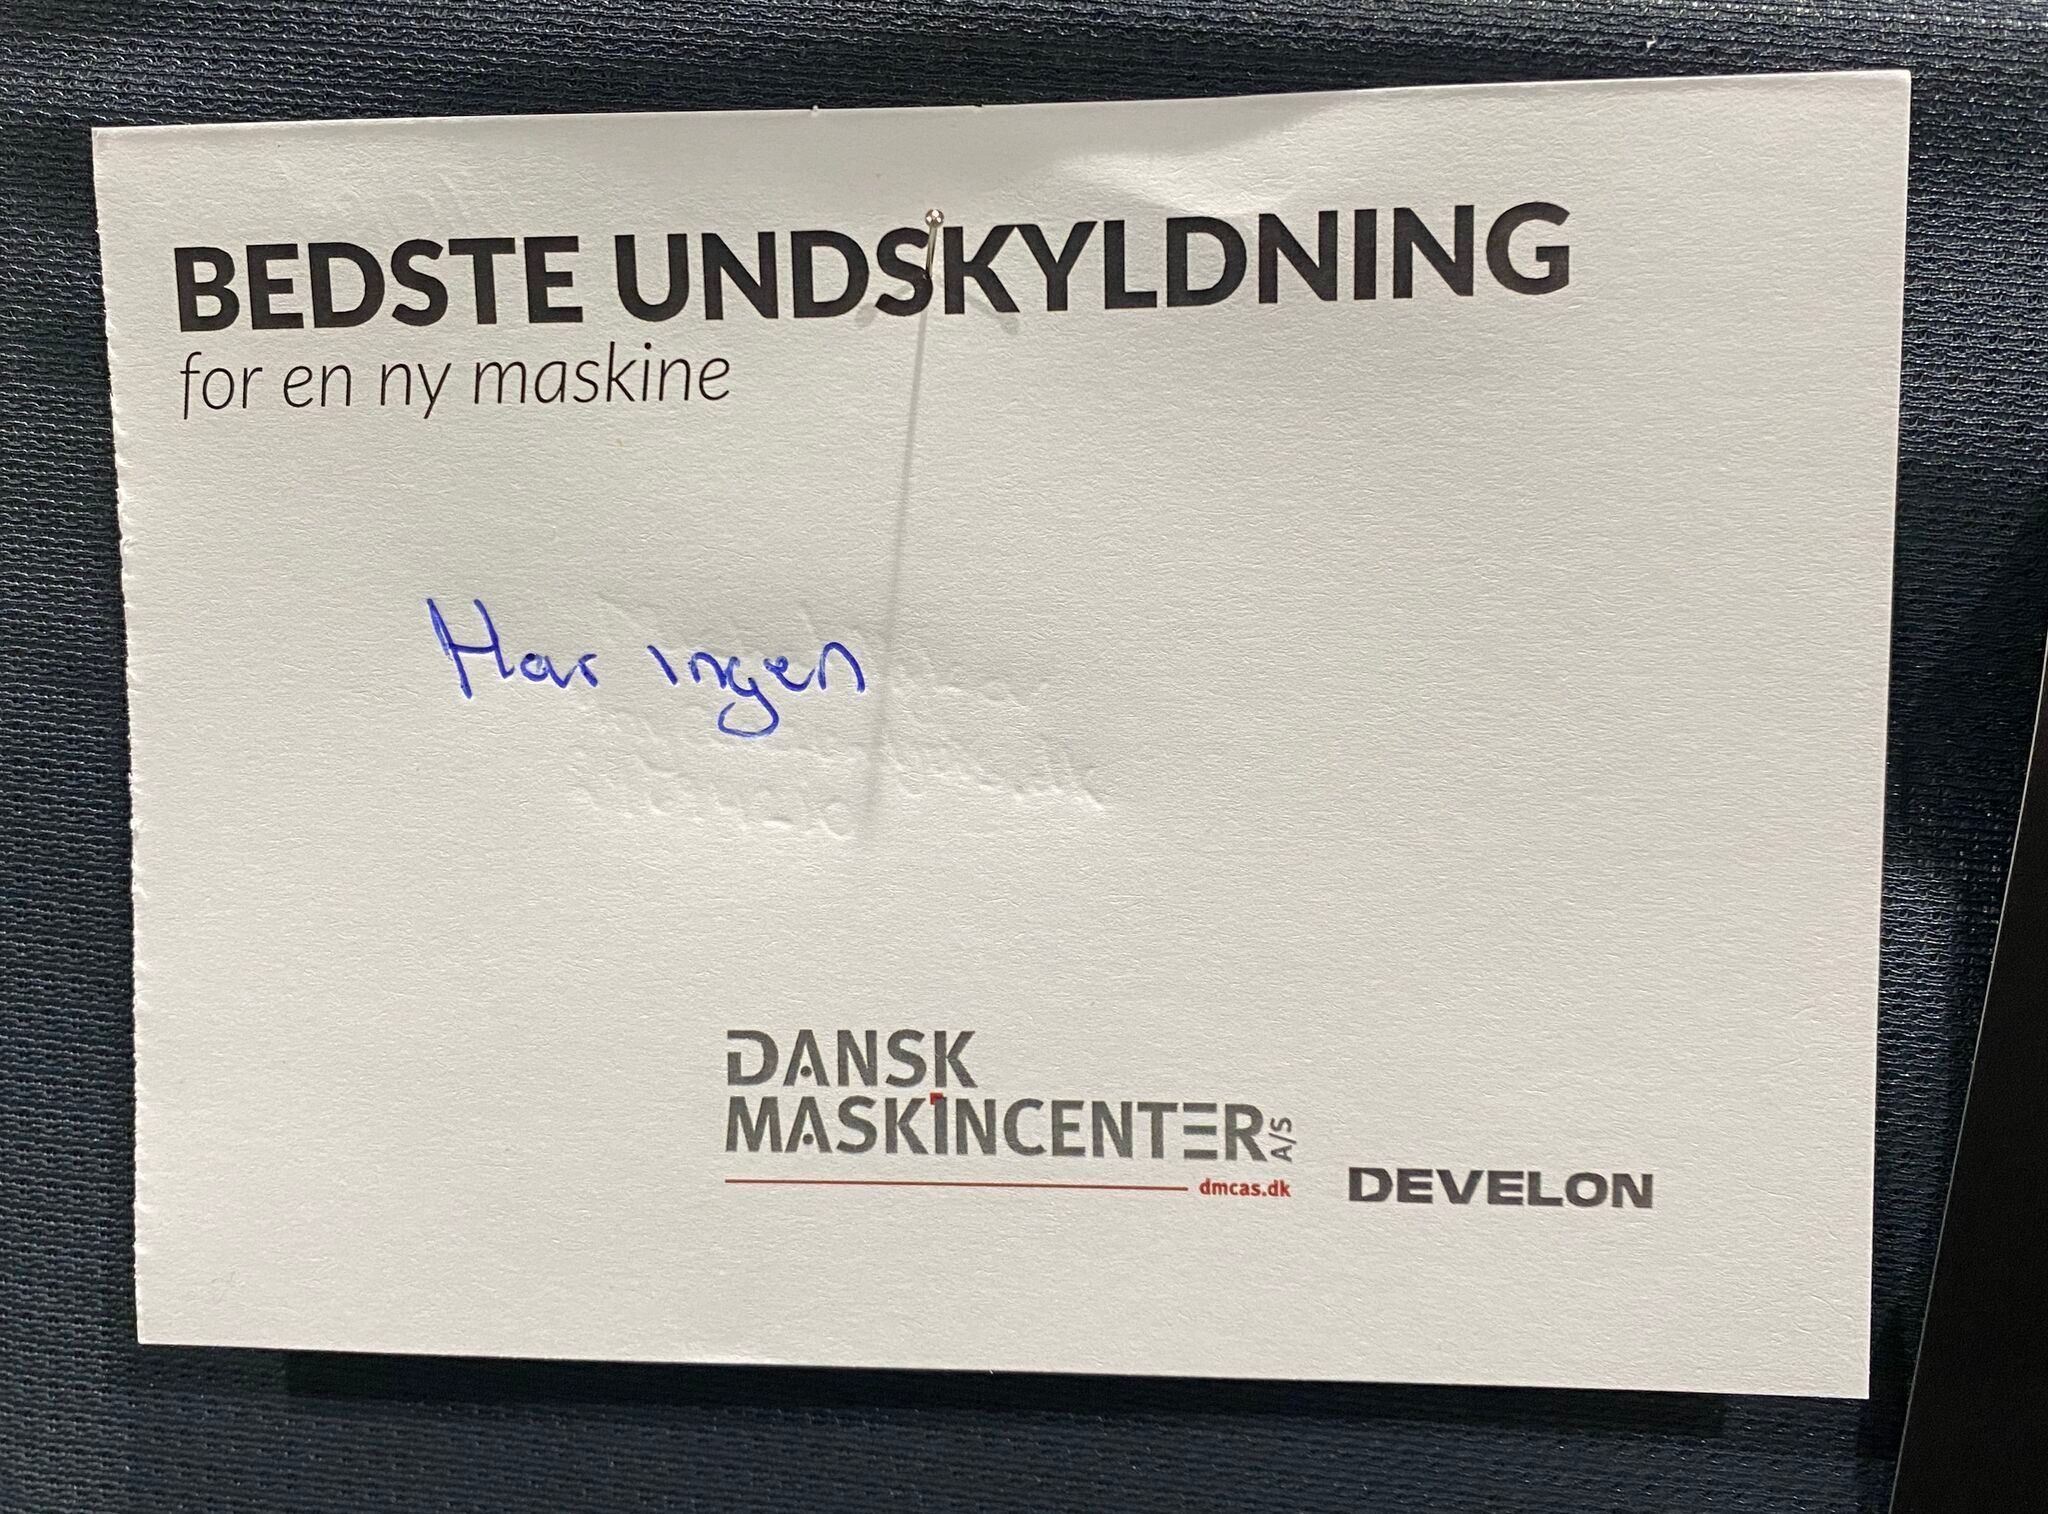 BEDSTE UNDSKYLDNING
for en ny maskine
Har ingen
DANSK
MASKINCENTER A/S
dmcas.dk
DEVELON